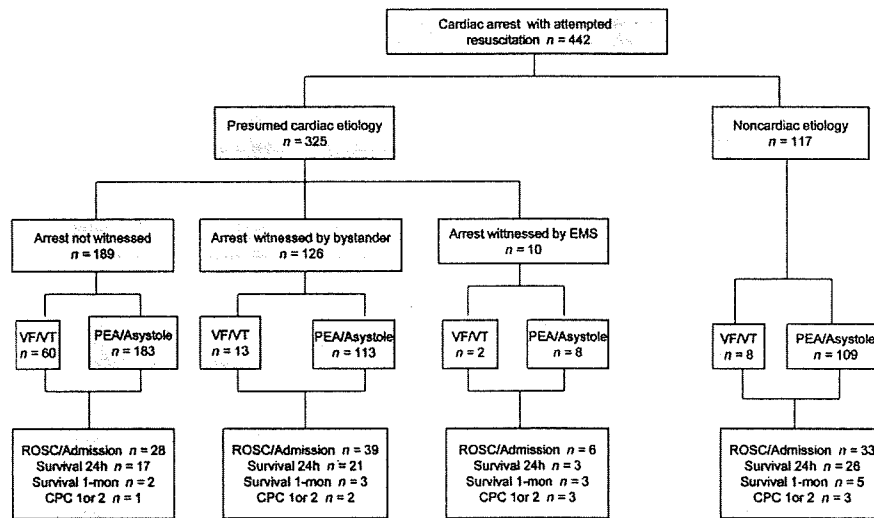 Cardiac arrest with attempted
resuscitation n = 442
Presumed cardiac etiology
n = 325
Noncardiac etiology
n = 117
Arrest not witnessed
n = 189
Arrest witnessed by bystander
n = 126
Arrest wittnessed by EMS
n = 10
VF/VT
n = 60
PEA/Asystole
n = 183
VF/VT
n = 13
PEA/Asystole
n = 113
VF/VT
n = 2
PEA/Asystole
n = 8
VF/VT
n = 8
PEA/Asystole
n = 109
ROSC/Admission n = 28
Survival 24h n = 17
Survival 1-mon n = 2
CPC 1or 2 n = 1
ROSC/Admission n = 39
Survival 24h n = 21
Survival 1-mon n = 3
CPC 1or 2 n = 2
ROSC/Admission n = 6
Survival 24h n = 3
Survival 1-mon n = 3
CPC 1or 2 n = 3
ROSC/Admission n = 33
Survival 24h n = 26
Survival 1-mon n = 5
CPC 1or 2 n = 3